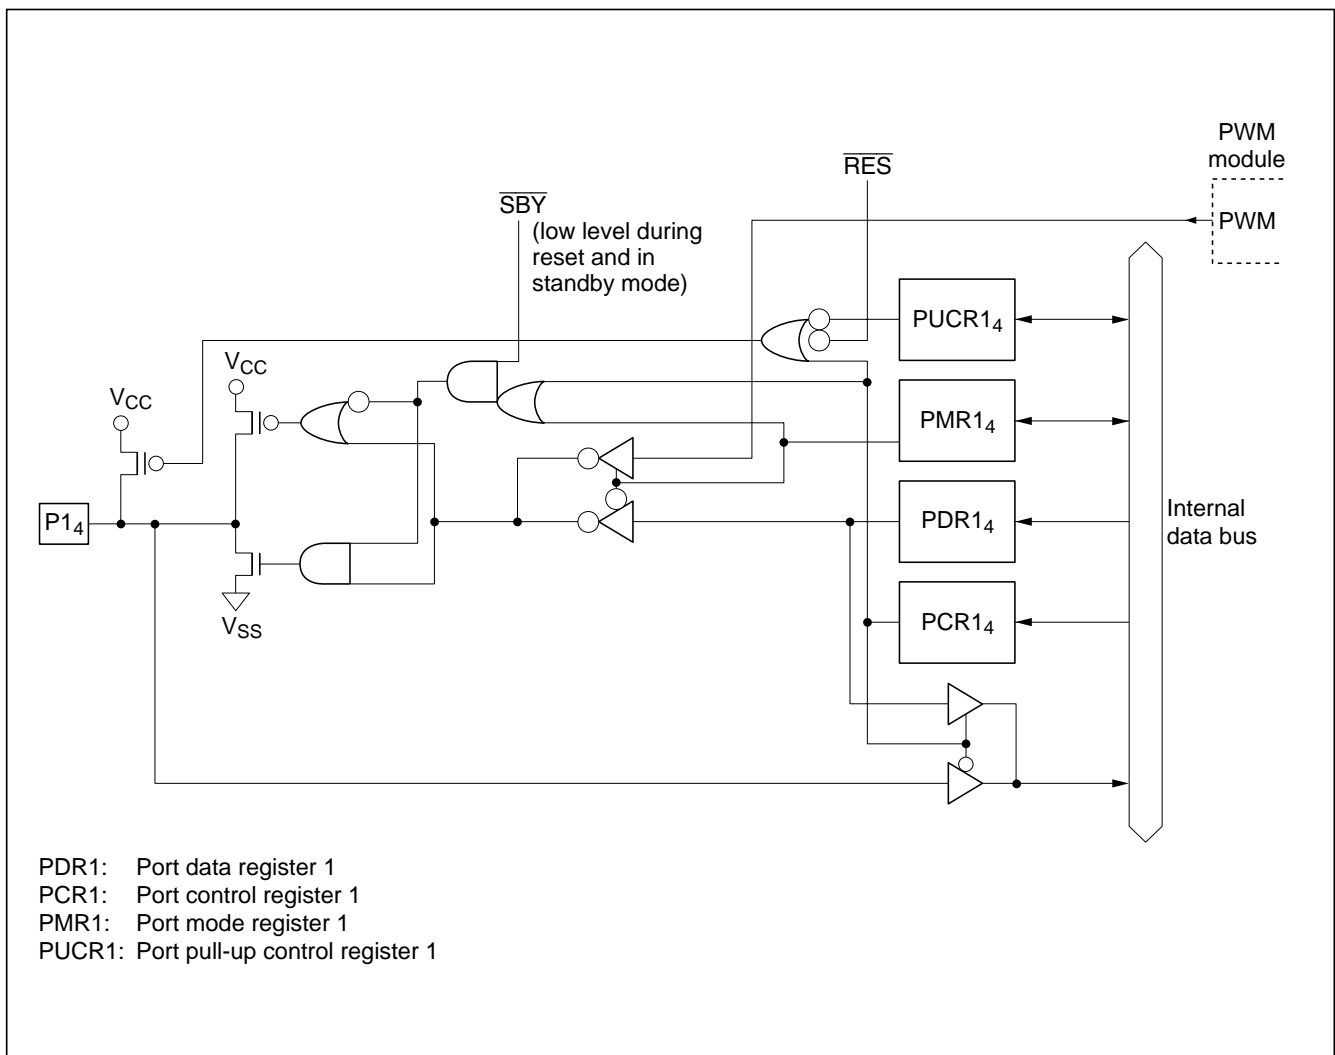 PWM
module
RES
SBY
PWM
(low level during
reset and in
standby mode)
PUCR1₄
VCC
VCC
PMR1₄
P1₄
PDR1₄
Internal
data bus
VSS
PCR1₄
PDR1: Port data register 1
PCR1: Port control register 1
PMR1: Port mode register 1
PUCR1: Port pull-up control register 1